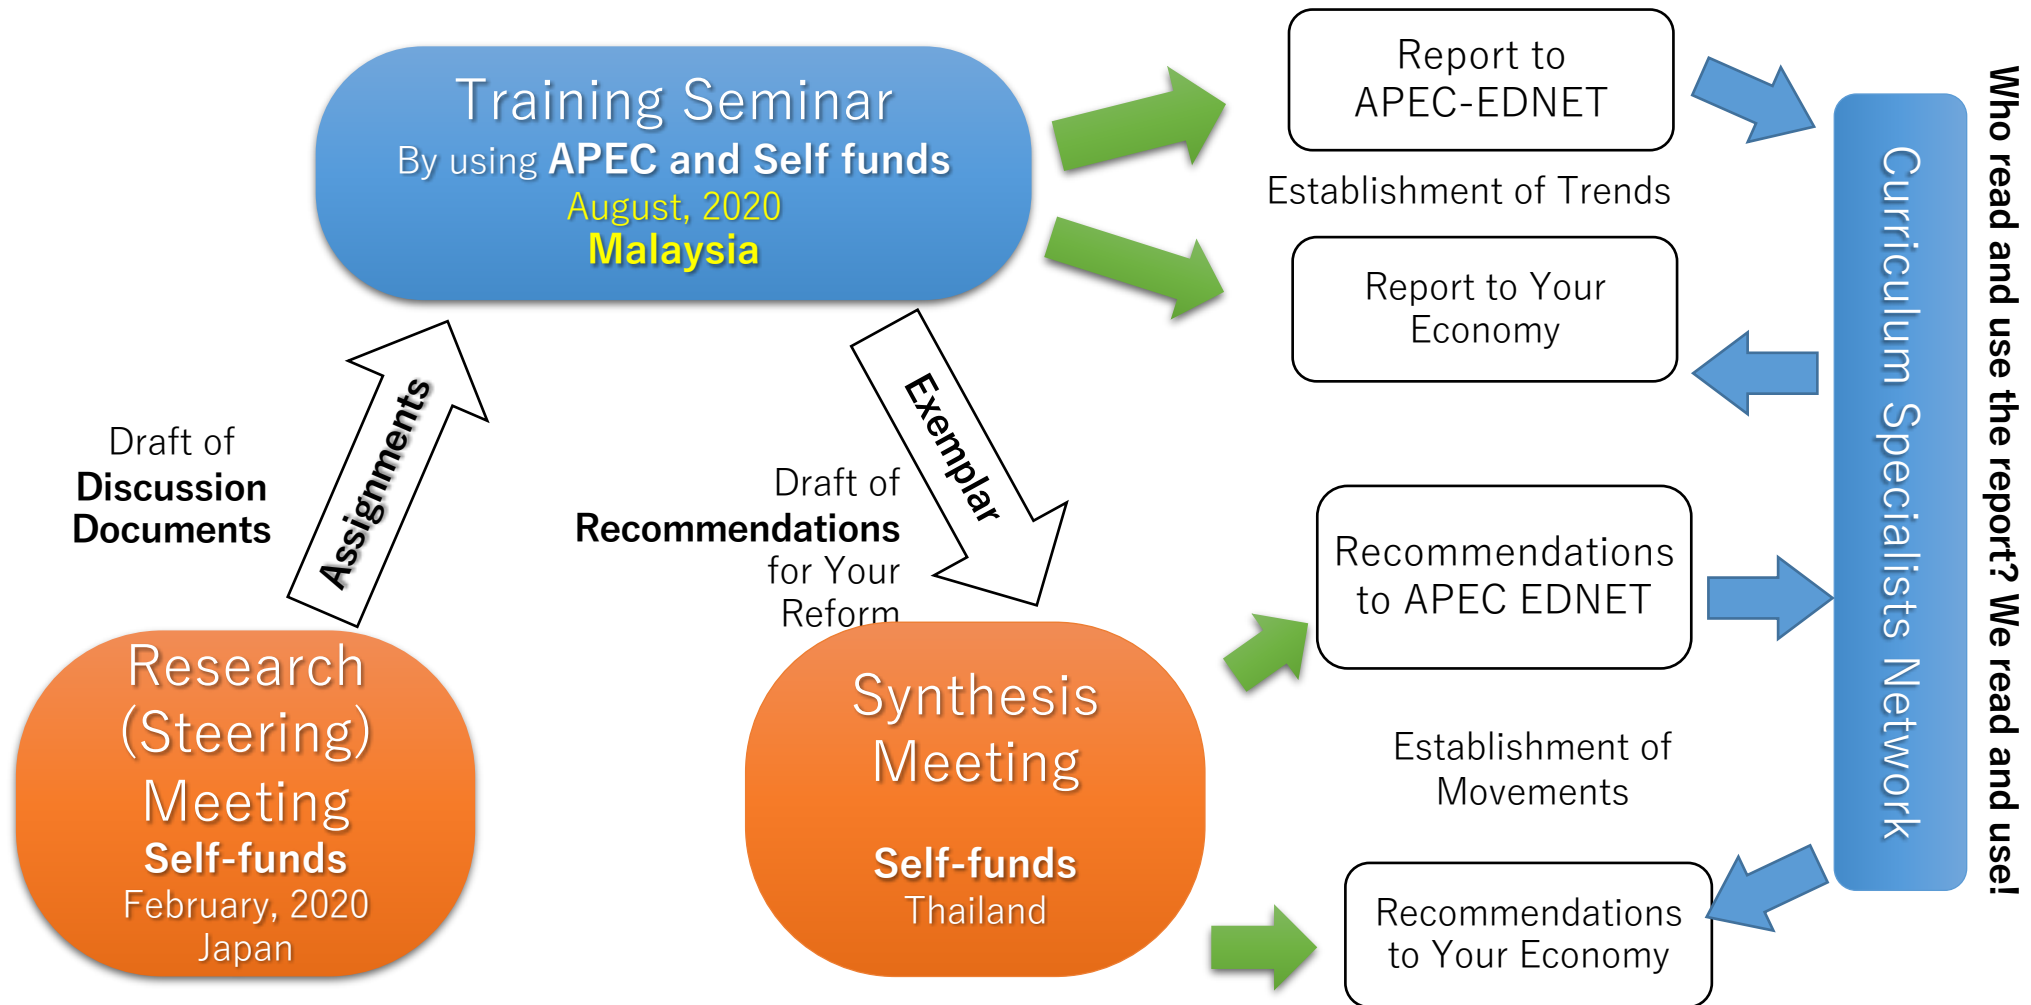 Training Seminar
By using APEC and Self funds
August, 2020
Malaysia
Draft of
Discussion
Documents
Assignments
Research
(Steering)
Meeting
Self-funds
February, 2020
Japan
Exemplar
Draft of
Recommendations
for Your
Reform
Synthesis
Meeting
Self-funds
Thailand
Report to
APEC-EDNET
Establishment of Trends
Report to Your
Economy
Recommendations
to APEC EDNET
Establishment of
Movements
Recommendations
to Your Economy
Curriculum Specialists Network
Who read and use the report? We read and use!